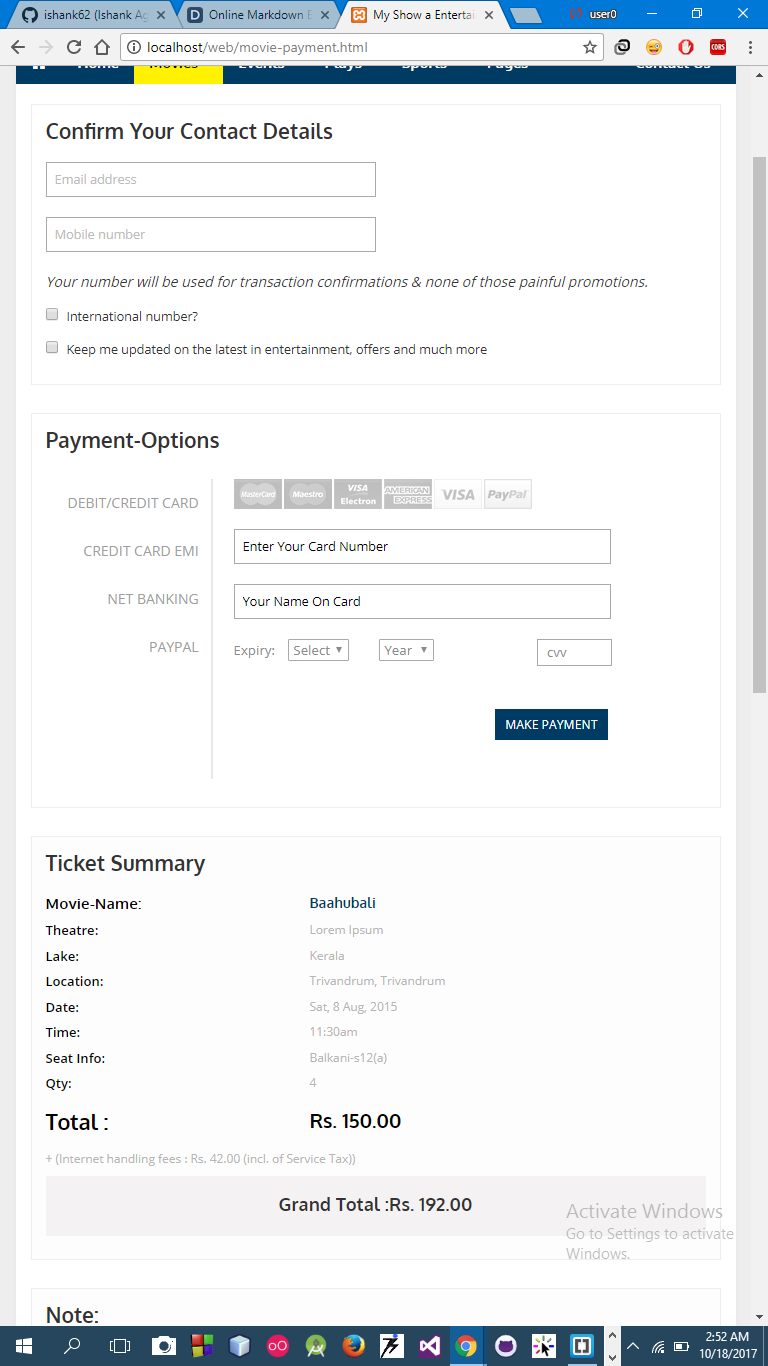 ishank62 (Ishank Ag
Online Markdown E
My Show a Entertai
user0
localhost/web/movie-payment.html
CORS
Home Movies Events Plays Sports Pages Contact Us
Confirm Your Contact Details
Email address
Mobile number
Your number will be used for transaction confirmations & none of those painful promotions.
International number?
Keep me updated on the latest in entertainment, offers and much more
Payment-Options
DEBIT/CREDIT CARD
CREDIT CARD EMI
NET BANKING
PAYPAL
MasterCard Maestro VISA Electron AMERICAN EXPRESS VISA PayPal
Enter Your Card Number
Your Name On Card
Expiry: Select Year cvv
MAKE PAYMENT
Ticket Summary
Movie-Name: Baahubali
Theatre: Lorem Ipsum
Lake: Kerala
Location: Trivandrum, Trivandrum
Date: Sat, 8 Aug, 2015
Time: 11:30am
Seat Info: Balkani-s12(a)
Qty: 4
Total : Rs. 150.00
+ (Internet handling fees : Rs. 42.00 (incl. of Service Tax))
Grand Total :Rs. 192.00
Activate Windows
Go to Settings to activate
Windows.
Note:
2:52 AM
10/18/2017